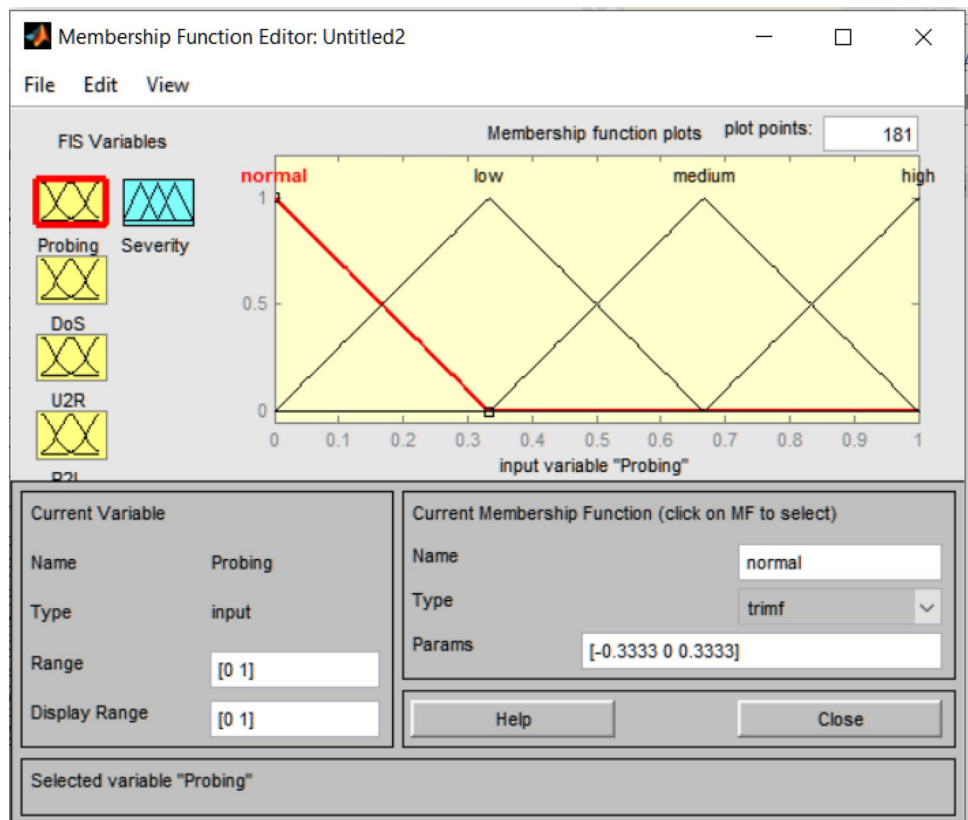 Membership Function Editor: Untitled2
File Edit View
FIS Variables
Membership function plots plot points: 181
normal low medium high
Probing Severity
DoS
U2R
1
0.5
0
0 0.1 0.2 0.3 0.4 0.5 0.6 0.7 0.8 0.9 1
input variable "Probing"
Current Variable
Name Probing
Type input
Range [0 1]
Display Range [0 1]
Current Membership Function (click on MF to select)
Name normal
Type trimf
Params [-0.3333 0 0.3333]
Help Close
Selected variable "Probing"